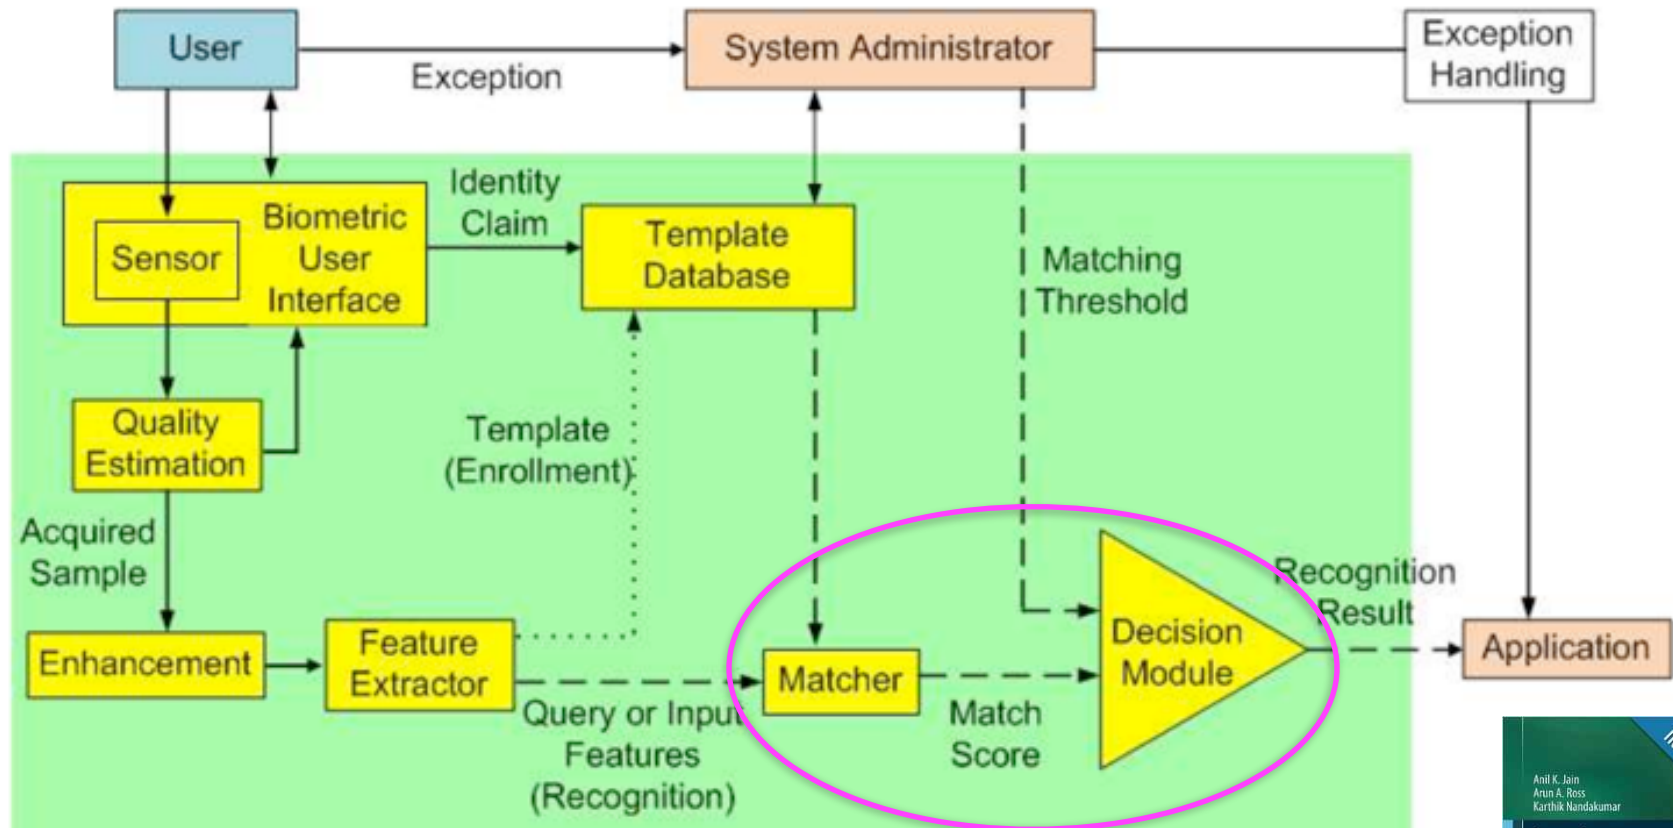 User
Exception
System Administrator
Exception
Handling
Identity
Claim
Biometric
User
Interface
Sensor
Template
Database
Matching
Threshold
Quality
Estimation
Template
(Enrollment)
Acquired
Sample
Recognition
Result
Enhancement
Feature
Extractor
Query or Input
Features
(Recognition)
Matcher
Match
Score
Decision
Module
Application
Anil K. Jain
Arun A. Ross
Karthik Nandakumar